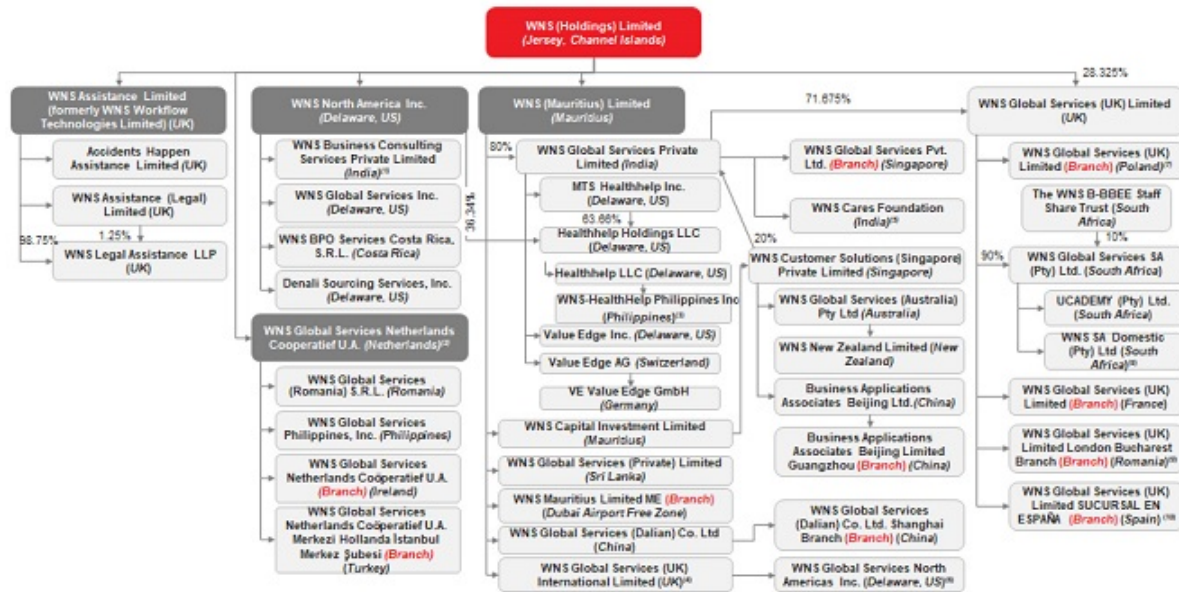 WNS (Holdings) Limited
(Jersey, Channel Islands)
28.325%
71.675%
WNS Assistance Limited
(formerly WNS Workflow
Technologies Limited) (UK)
Accidents Happen
Assistance Limited (UK)
WNS Assistance (Legal)
Limited (UK)
98.75%
1.25%
WNS Legal Assistance LLP
(UK)
WNS North America Inc.
(Delaware, US)
WNS Business Consulting
Services Private Limited
(India)(1)
WNS Global Services Inc.
(Delaware, US)
WNS BPO Services Costa Rica,
S.R.L. (Costa Rica)
Denali Sourcing Services, Inc.
(Delaware, US)
36.34%
WNS Global Services Netherlands
Cooperatief U.A. (Netherlands)(2)
WNS Global Services
(Romania) S.R.L. (Romania)
WNS Global Services
Philippines, Inc. (Philippines)
WNS Global Services
Netherlands Coöperatief U.A.
(Branch) (Ireland)
WNS Global Services
Netherlands Coöperatief U.A.
Merkezi Hollanda İstanbul
Merkez Şubesi (Branch)
(Turkey)
WNS (Mauritius) Limited
(Mauritius)
80%
WNS Global Services Private
Limited (India)
MTS Healthhelp Inc.
(Delaware, US)
63.66%
Healthhelp Holdings LLC
(Delaware, US)
Healthhelp LLC (Delaware, US)
WNS-HealthHelp Philippines Inc
(Philippines)(3)
Value Edge Inc. (Delaware, US)
Value Edge AG (Switzerland)
VE Value Edge GmbH
(Germany)
WNS Capital Investment Limited
(Mauritius)
WNS Global Services (Private) Limited
(Sri Lanka)
WNS Mauritius Limited ME (Branch)
(Dubai Airport Free Zone)
WNS Global Services (Dalian) Co. Ltd
(China)
WNS Global Services (UK)
International Limited (UK)(4)
WNS Global Services Pvt.
Ltd. (Branch) (Singapore)
WNS Cares Foundation
(India)(5)
20%
WNS Customer Solutions (Singapore)
Private Limited (Singapore)
WNS Global Services (Australia)
Pty Ltd (Australia)
WNS New Zealand Limited (New
Zealand)
Business Applications
Associates Beijing Ltd.(China)
Business Applications
Associates Beijing Limited
Guangzhou (Branch) (China)
WNS Global Services
(Dalian) Co. Ltd. Shanghai
Branch (Branch) (China)
WNS Global Services North
Americas Inc. (Delaware, US)(6)
WNS Global Services (UK) Limited
(UK)
WNS Global Services (UK)
Limited (Branch) (Poland)(7)
The WNS B-BBEE Staff
Share Trust (South
Africa)
10%
90%
WNS Global Services SA
(Pty) Ltd. (South Africa)
UCADEMY (Pty) Ltd.
(South Africa)
WNS SA Domestic
(Pty) Ltd (South
Africa)(8)
WNS Global Services (UK)
Limited (Branch) (France)
WNS Global Services (UK)
Limited London Bucharest
Branch (Branch) (Romania)(9)
WNS Global Services (UK)
Limited SUCURSAL EN
ESPAÑA (Branch) (Spain) (10)